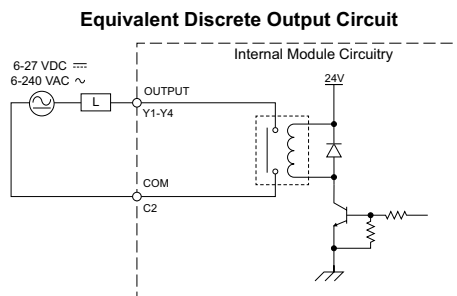 Equivalent Discrete Output Circuit
Internal Module Circuitry
6-27 VDC ⎓
6-240 VAC ∿
24V
L
OUTPUT
Y1-Y4
COM
C2